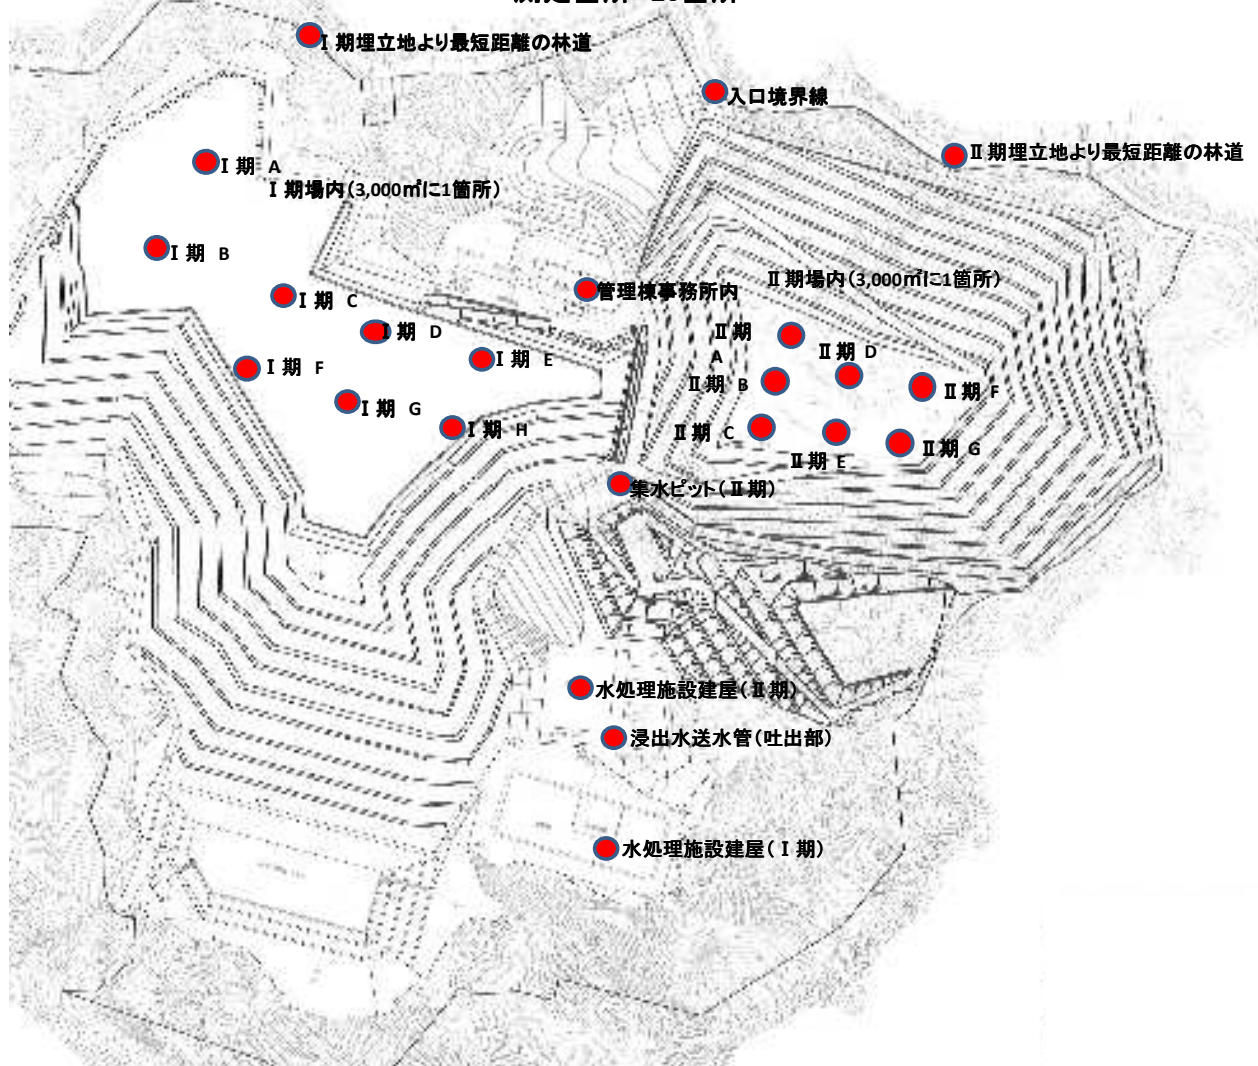 Ⅰ期埋立地より最短距離の林道
入口境界線
Ⅱ期埋立地より最短距離の林道
Ⅰ期 A
Ⅰ期場内(3,000㎡に1箇所)
Ⅰ期 B
Ⅰ期 C
管理棟事務所内
Ⅱ期場内(3,000㎡に1箇所)
Ⅰ期 D
Ⅰ期 E
Ⅱ期
A
Ⅱ期 D
Ⅰ期 F
Ⅱ期 B
Ⅱ期 F
Ⅰ期 G
Ⅰ期 H
Ⅱ期 C
Ⅱ期 E
Ⅱ期 G
集水ピット(Ⅱ期)
水処理施設建屋(Ⅱ期)
浸出水送水管(吐出部)
水処理施設建屋(Ⅰ期)